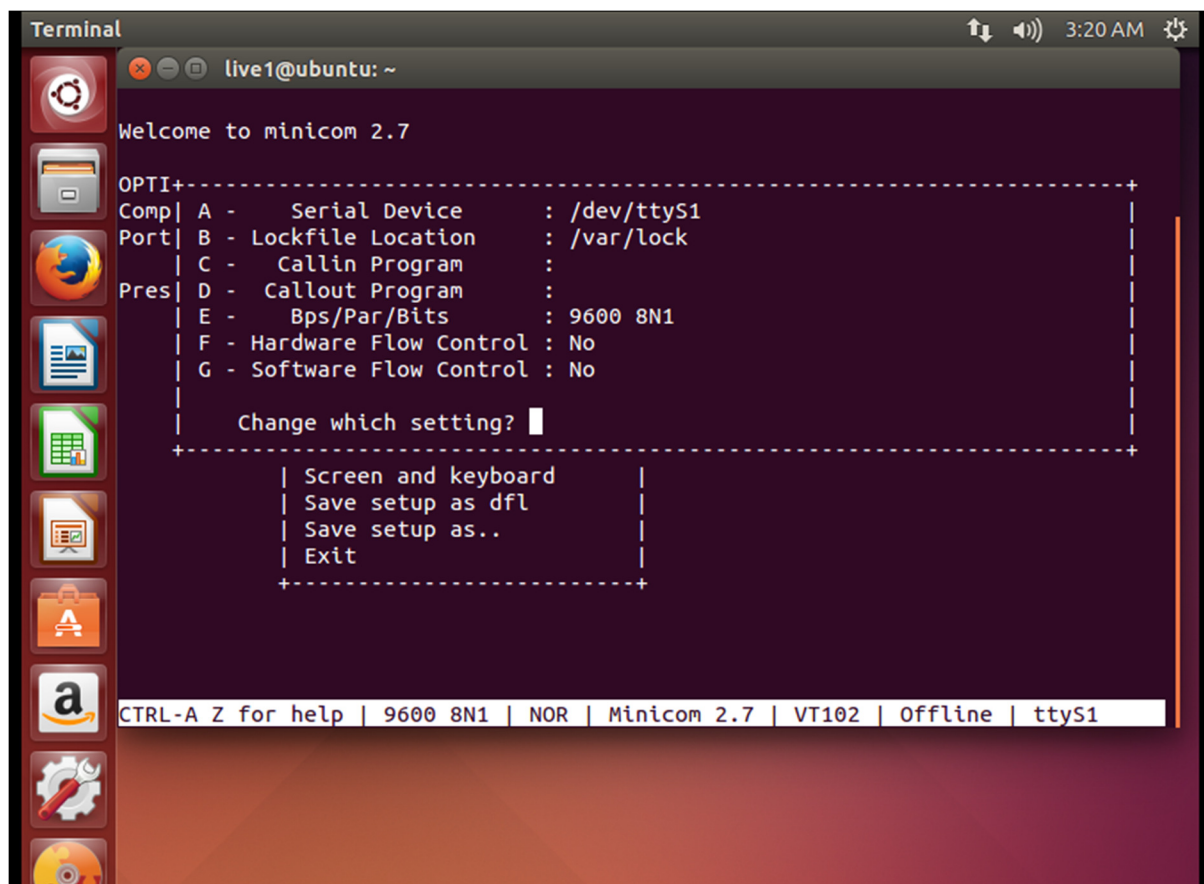 Terminal 3:20 AM
live1@ubuntu: ~
Welcome to minicom 2.7
OPTI+-----------------------------------------------------------------------+
Comp| A -    Serial Device      : /dev/ttyS1                                |
Port| B - Lockfile Location     : /var/lock                                 |
    | C -   Callin Program      :                                           |
Pres| D -  Callout Program      :                                           |
    | E -    Bps/Par/Bits       : 9600 8N1                                  |
    | F - Hardware Flow Control : No                                        |
    | G - Software Flow Control : No                                        |
    |                                                                       |
    |    Change which setting?                                              |
    +-----------------------------------------------------------------------+
            | Screen and keyboard      |
            | Save setup as dfl        |
            | Save setup as..          |
            | Exit                     |
            +--------------------------+
CTRL-A Z for help | 9600 8N1 | NOR | Minicom 2.7 | VT102 | Offline | ttyS1